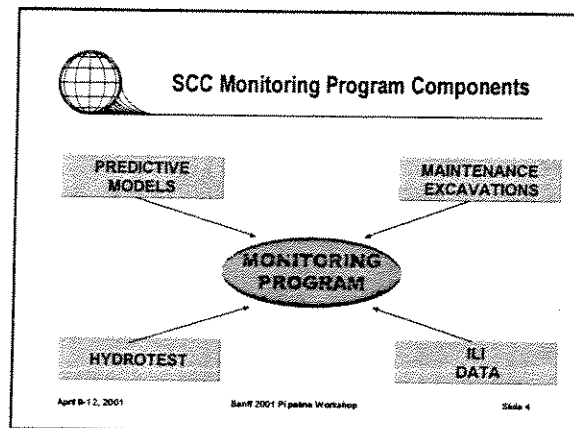 SCC Monitoring Program Components
PREDICTIVE
MODELS
MAINTENANCE
EXCAVATIONS
MONITORING
PROGRAM
HYDROTEST
ILI
DATA
April 9-12, 2001
Banff 2001 Pipeline Workshop
Slide 4